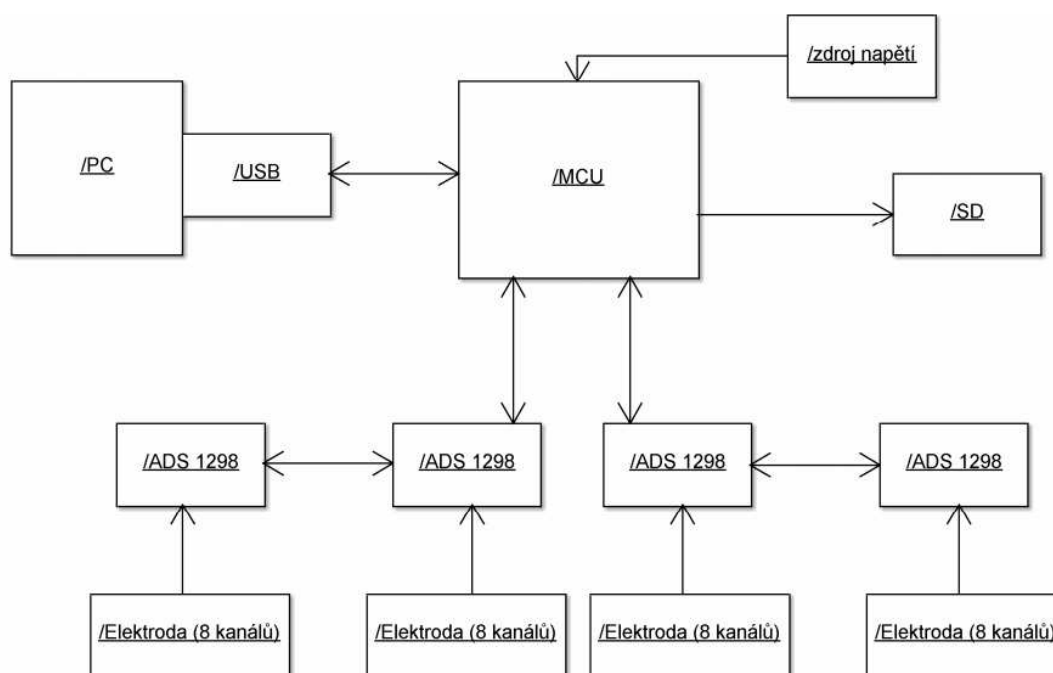 /zdroj napětí
/PC
/USB
/MCU
/SD
/ADS 1298
/ADS 1298
/ADS 1298
/ADS 1298
/Elektroda (8 kanálů)
/Elektroda (8 kanálů)
/Elektroda (8 kanálů)
/Elektroda (8 kanálů)